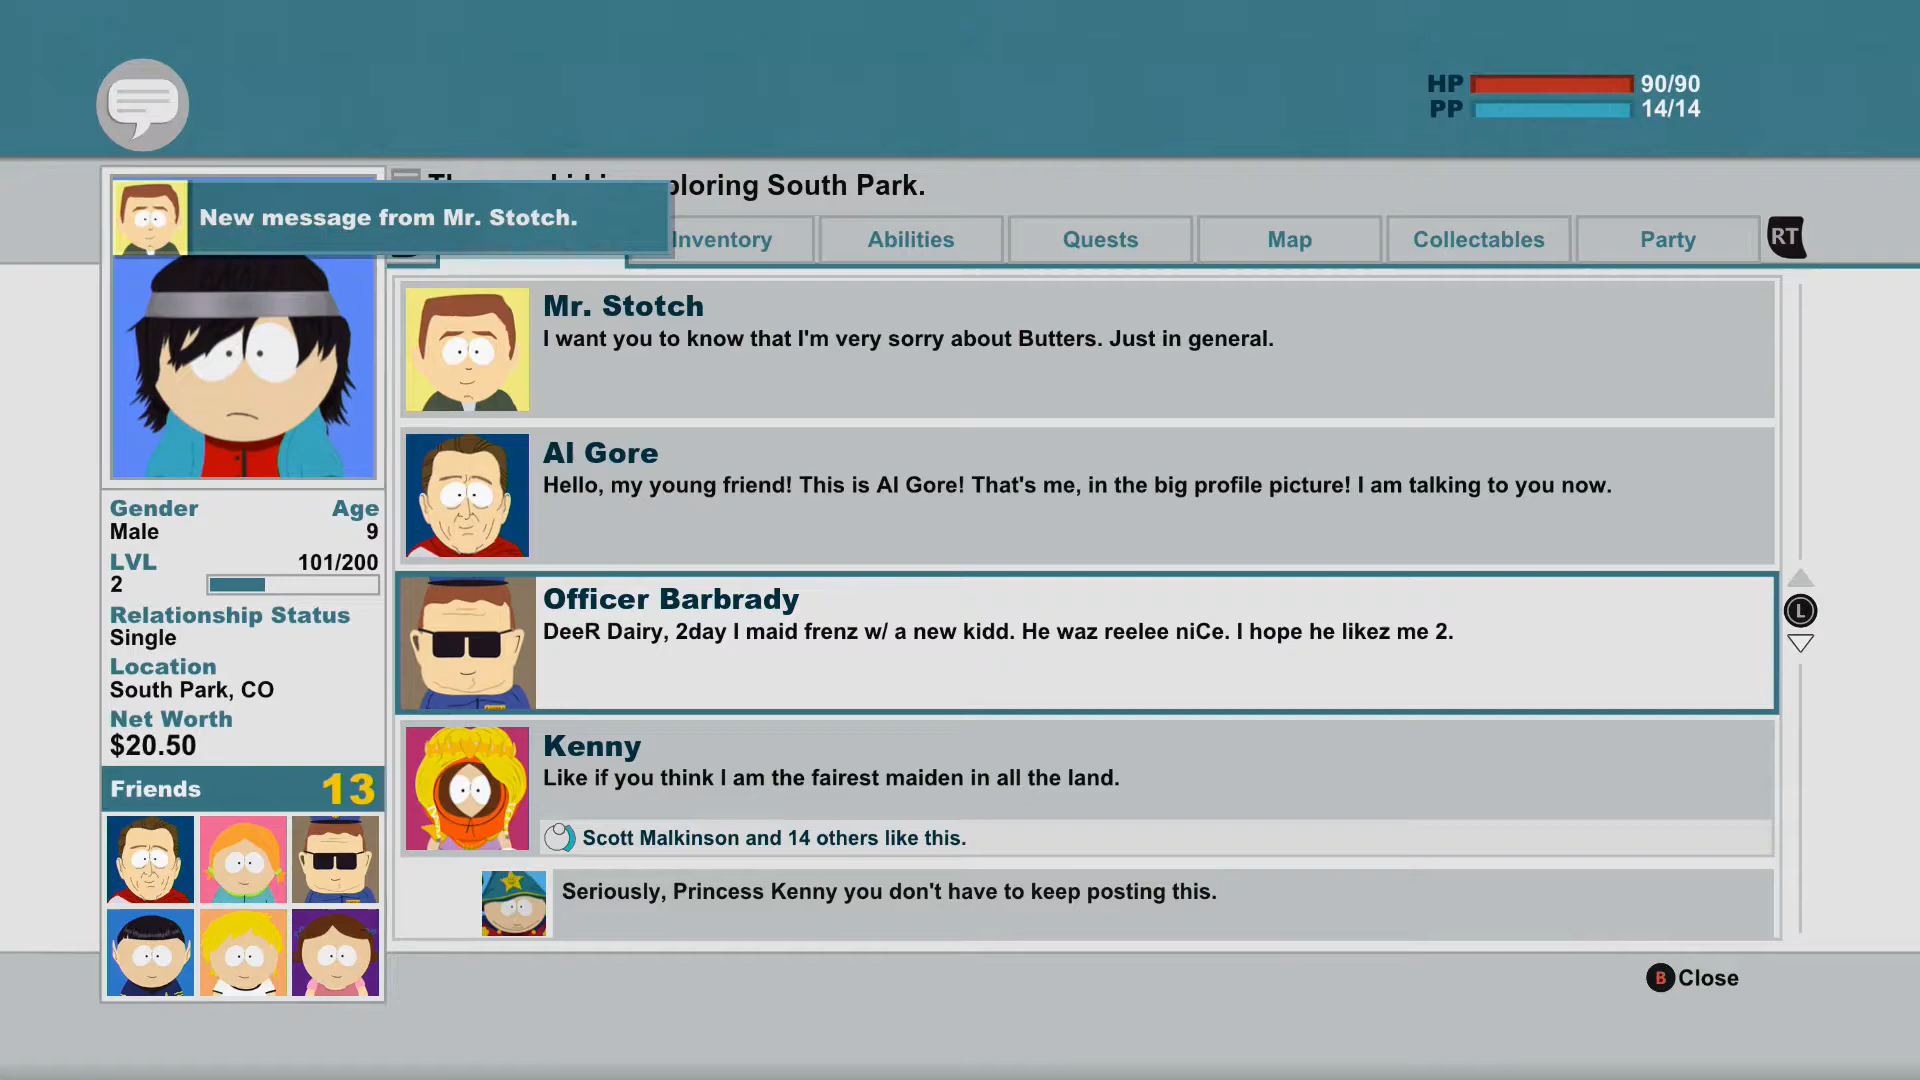 HP 90/90
PP 14/14
ploring South Park.
New message from Mr. Stotch.
Inventory
Abilities
Quests
Map
Collectables
Party
RT
Mr. Stotch
I want you to know that I'm very sorry about Butters. Just in general.
Al Gore
Hello, my young friend! This is Al Gore! That's me, in the big profile picture! I am talking to you now.
Officer Barbrady
DeeR Dairy, 2day I maid frenz w/ a new kidd. He waz reelee niCe. I hope he likez me 2.
L
Kenny
Like if you think I am the fairest maiden in all the land.
Scott Malkinson and 14 others like this.
Seriously, Princess Kenny you don't have to keep posting this.
Gender Age
Male 9
LVL 101/200
2
Relationship Status
Single
Location
South Park, CO
Net Worth
$20.50
Friends 13
B Close